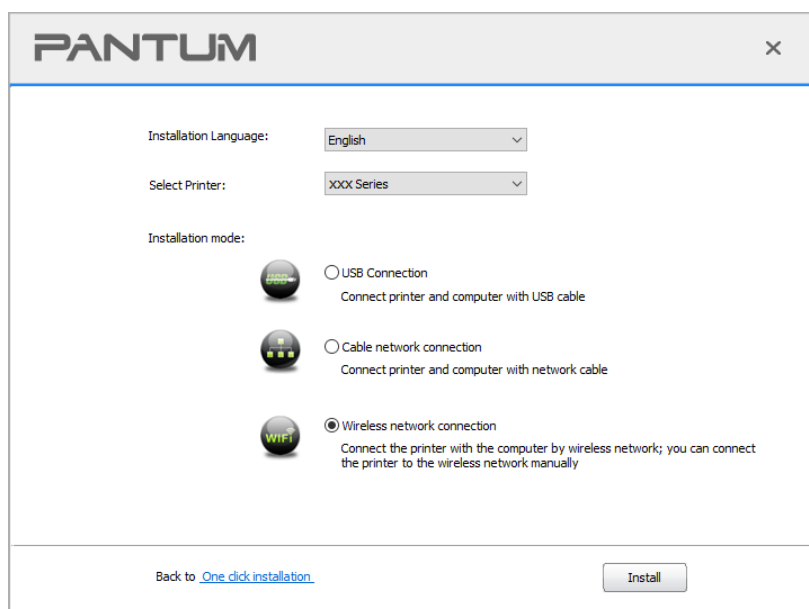 PANTUM
Installation Language:
English
Select Printer:
XXX Series
Installation mode:
USB
USB Connection
Connect printer and computer with USB cable
Cable network connection
Connect printer and computer with network cable
WiFi
Wireless network connection
Connect the printer with the computer by wireless network; you can connect
the printer to the wireless network manually
Back to One click installation
Install